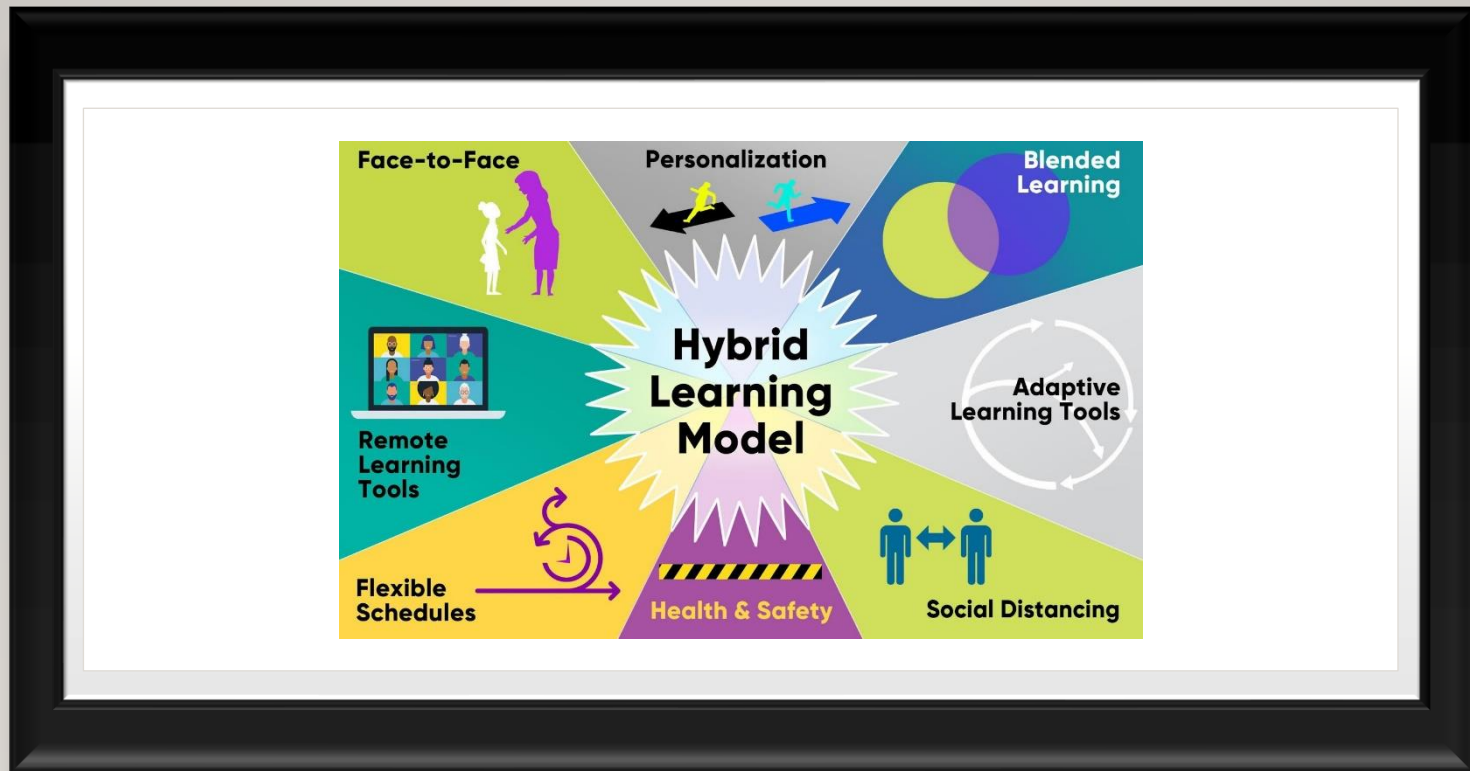 Face-to-Face
Personalization
Blended
Learning
Hybrid
Learning
Model
Remote
Learning
Tools
Adaptive
Learning Tools
Flexible
Schedules
Health & Safety
Social Distancing